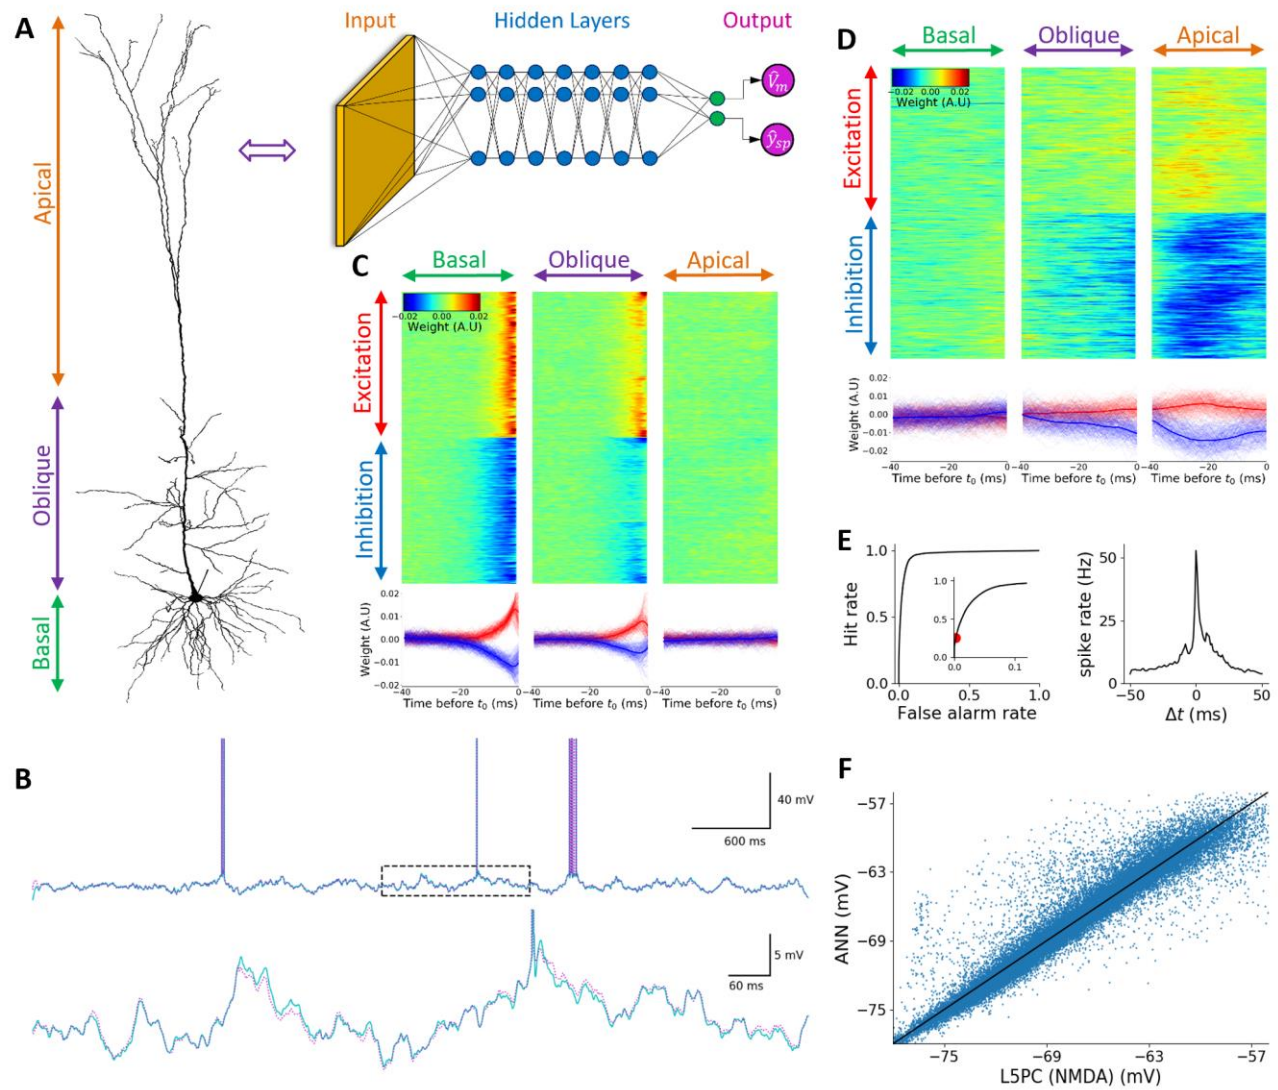 A
Input
Hidden Layers
Output
V̂m
ŷsp
Apical
Oblique
Basal
C
Basal
Oblique
Apical
Excitation
Inhibition
−0.02 0.00 0.02
Weight (A.U)
Weight (A.U)
0.02
0.01
0.00
−0.01
−0.02
−40 −20 0
−40 −20 0
−40 −20 0
Time before t0 (ms)
Time before t0 (ms)
Time before t0 (ms)
D
Basal
Oblique
Apical
Excitation
Inhibition
−0.02 0.00 0.02
Weight (A.U)
Weight (A.U)
0.02
0.01
0.00
−0.01
−0.02
−40 −20 0
−40 −20 0
−40 −20 0
Time before t0 (ms)
Time before t0 (ms)
Time before t0 (ms)
B
40 mV
600 ms
5 mV
60 ms
E
Hit rate
1.0
0.5
0.0
1.0
0.5
0.0
0.0 0.1
0.0 0.5 1.0
False alarm rate
spike rate (Hz)
50
25
0
−50 0 50
Δt (ms)
F
ANN (mV)
−57
−63
−69
−75
−75 −69 −63 −57
L5PC (NMDA) (mV)